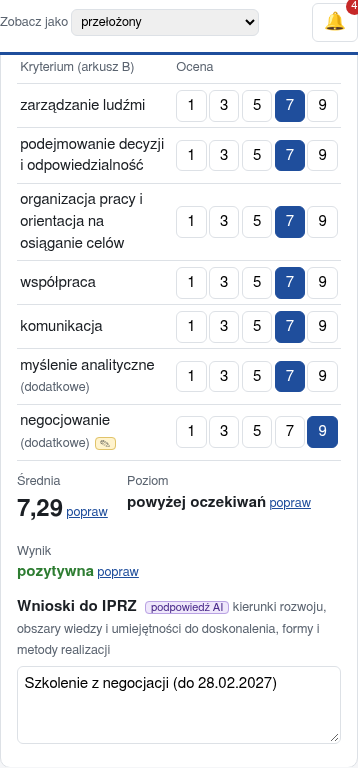 Zobacz jako przełożony
4
Kryterium (arkusz B) Ocena
zarządzanie ludźmi 1 3 5 7 9
podejmowanie decyzji
i odpowiedzialność 1 3 5 7 9
organizacja pracy i
orientacja na
osiąganie celów 1 3 5 7 9
współpraca 1 3 5 7 9
komunikacja 1 3 5 7 9
myślenie analityczne
(dodatkowe) 1 3 5 7 9
negocjowanie
(dodatkowe) 1 3 5 7 9
Średnia Poziom
7,29 popraw powyżej oczekiwań popraw
Wynik
pozytywna popraw
Wnioski do IPRZ podpowiedź AI kierunki rozwoju,
obszary wiedzy i umiejętności do doskonalenia, formy i
metody realizacji
Szkolenie z negocjacji (do 28.02.2027)